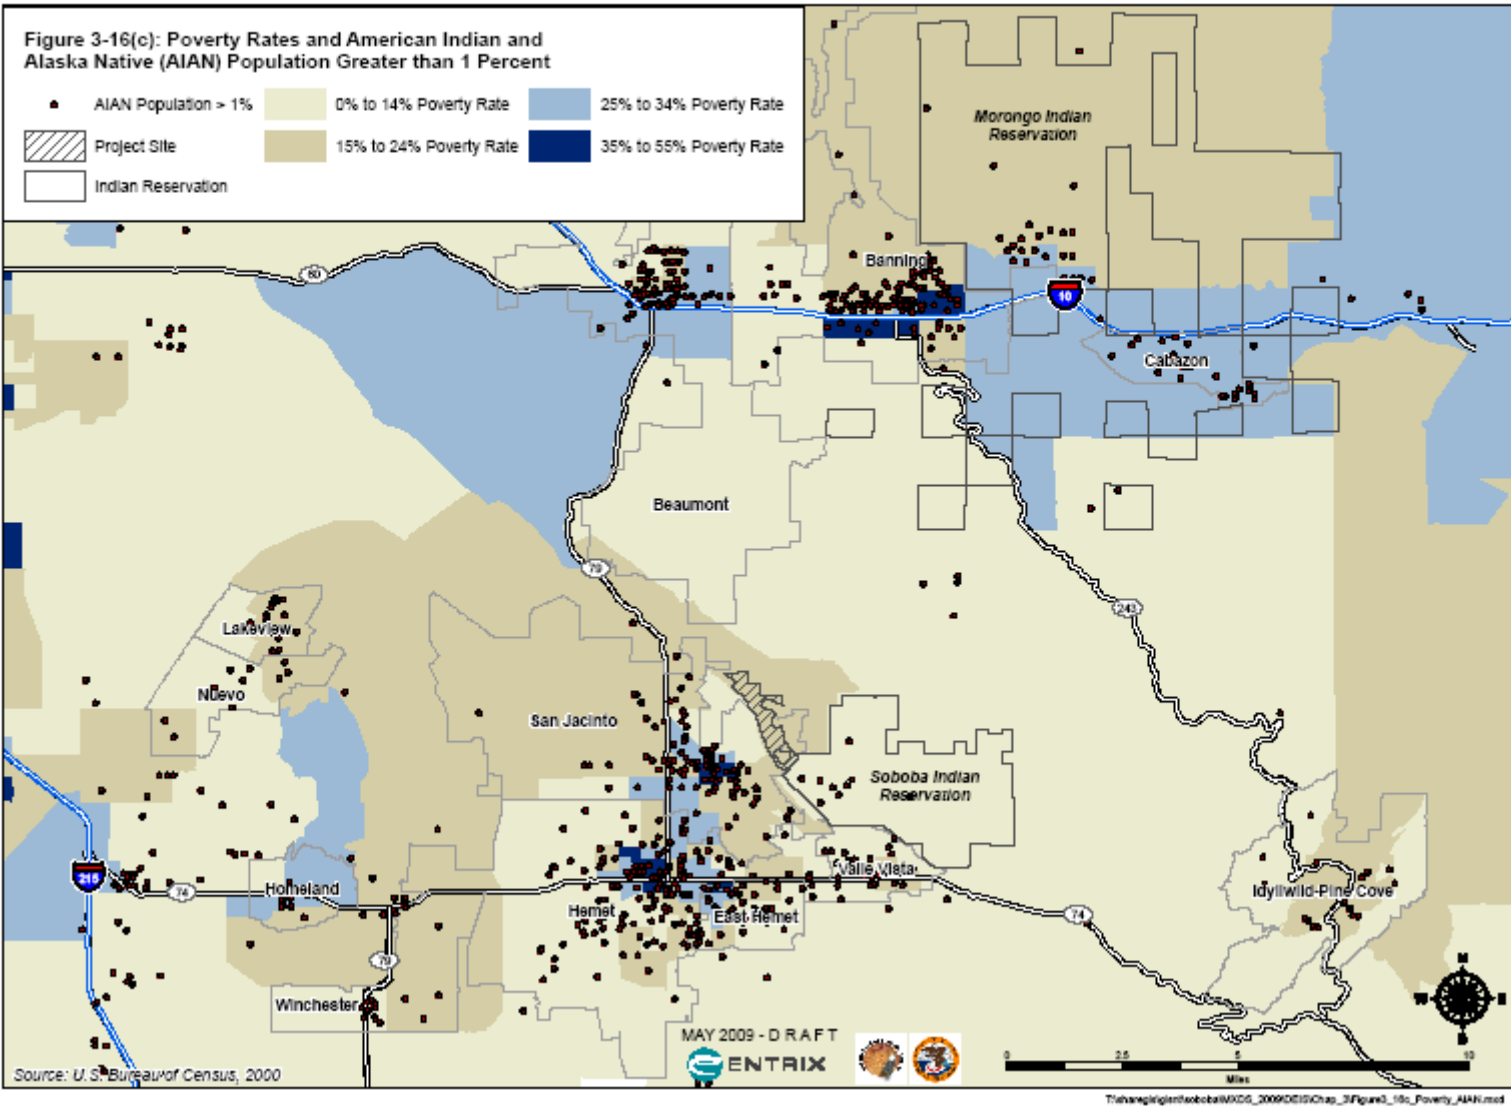 Figure 3-16(c): Poverty Rates and American Indian and
Alaska Native (AIAN) Population Greater than 1 Percent
AIAN Population > 1%
0% to 14% Poverty Rate
25% to 34% Poverty Rate
Project Site
15% to 24% Poverty Rate
35% to 55% Poverty Rate
Indian Reservation
Morongo Indian
Reservation
60
Banning
10
Cabazon
Beaumont
79
243
Lakeview
Nuevo
San Jacinto
Soboba Indian
Reservation
215
74
Homeland
Valle Vista
Idyllwild-Pine Cove
Hemet
East Hemet
74
79
Winchester
MAY 2009 - DRAFT
ENTRIX
0 2.5 5 10
Miles
Source: U.S. Bureau of Census, 2000